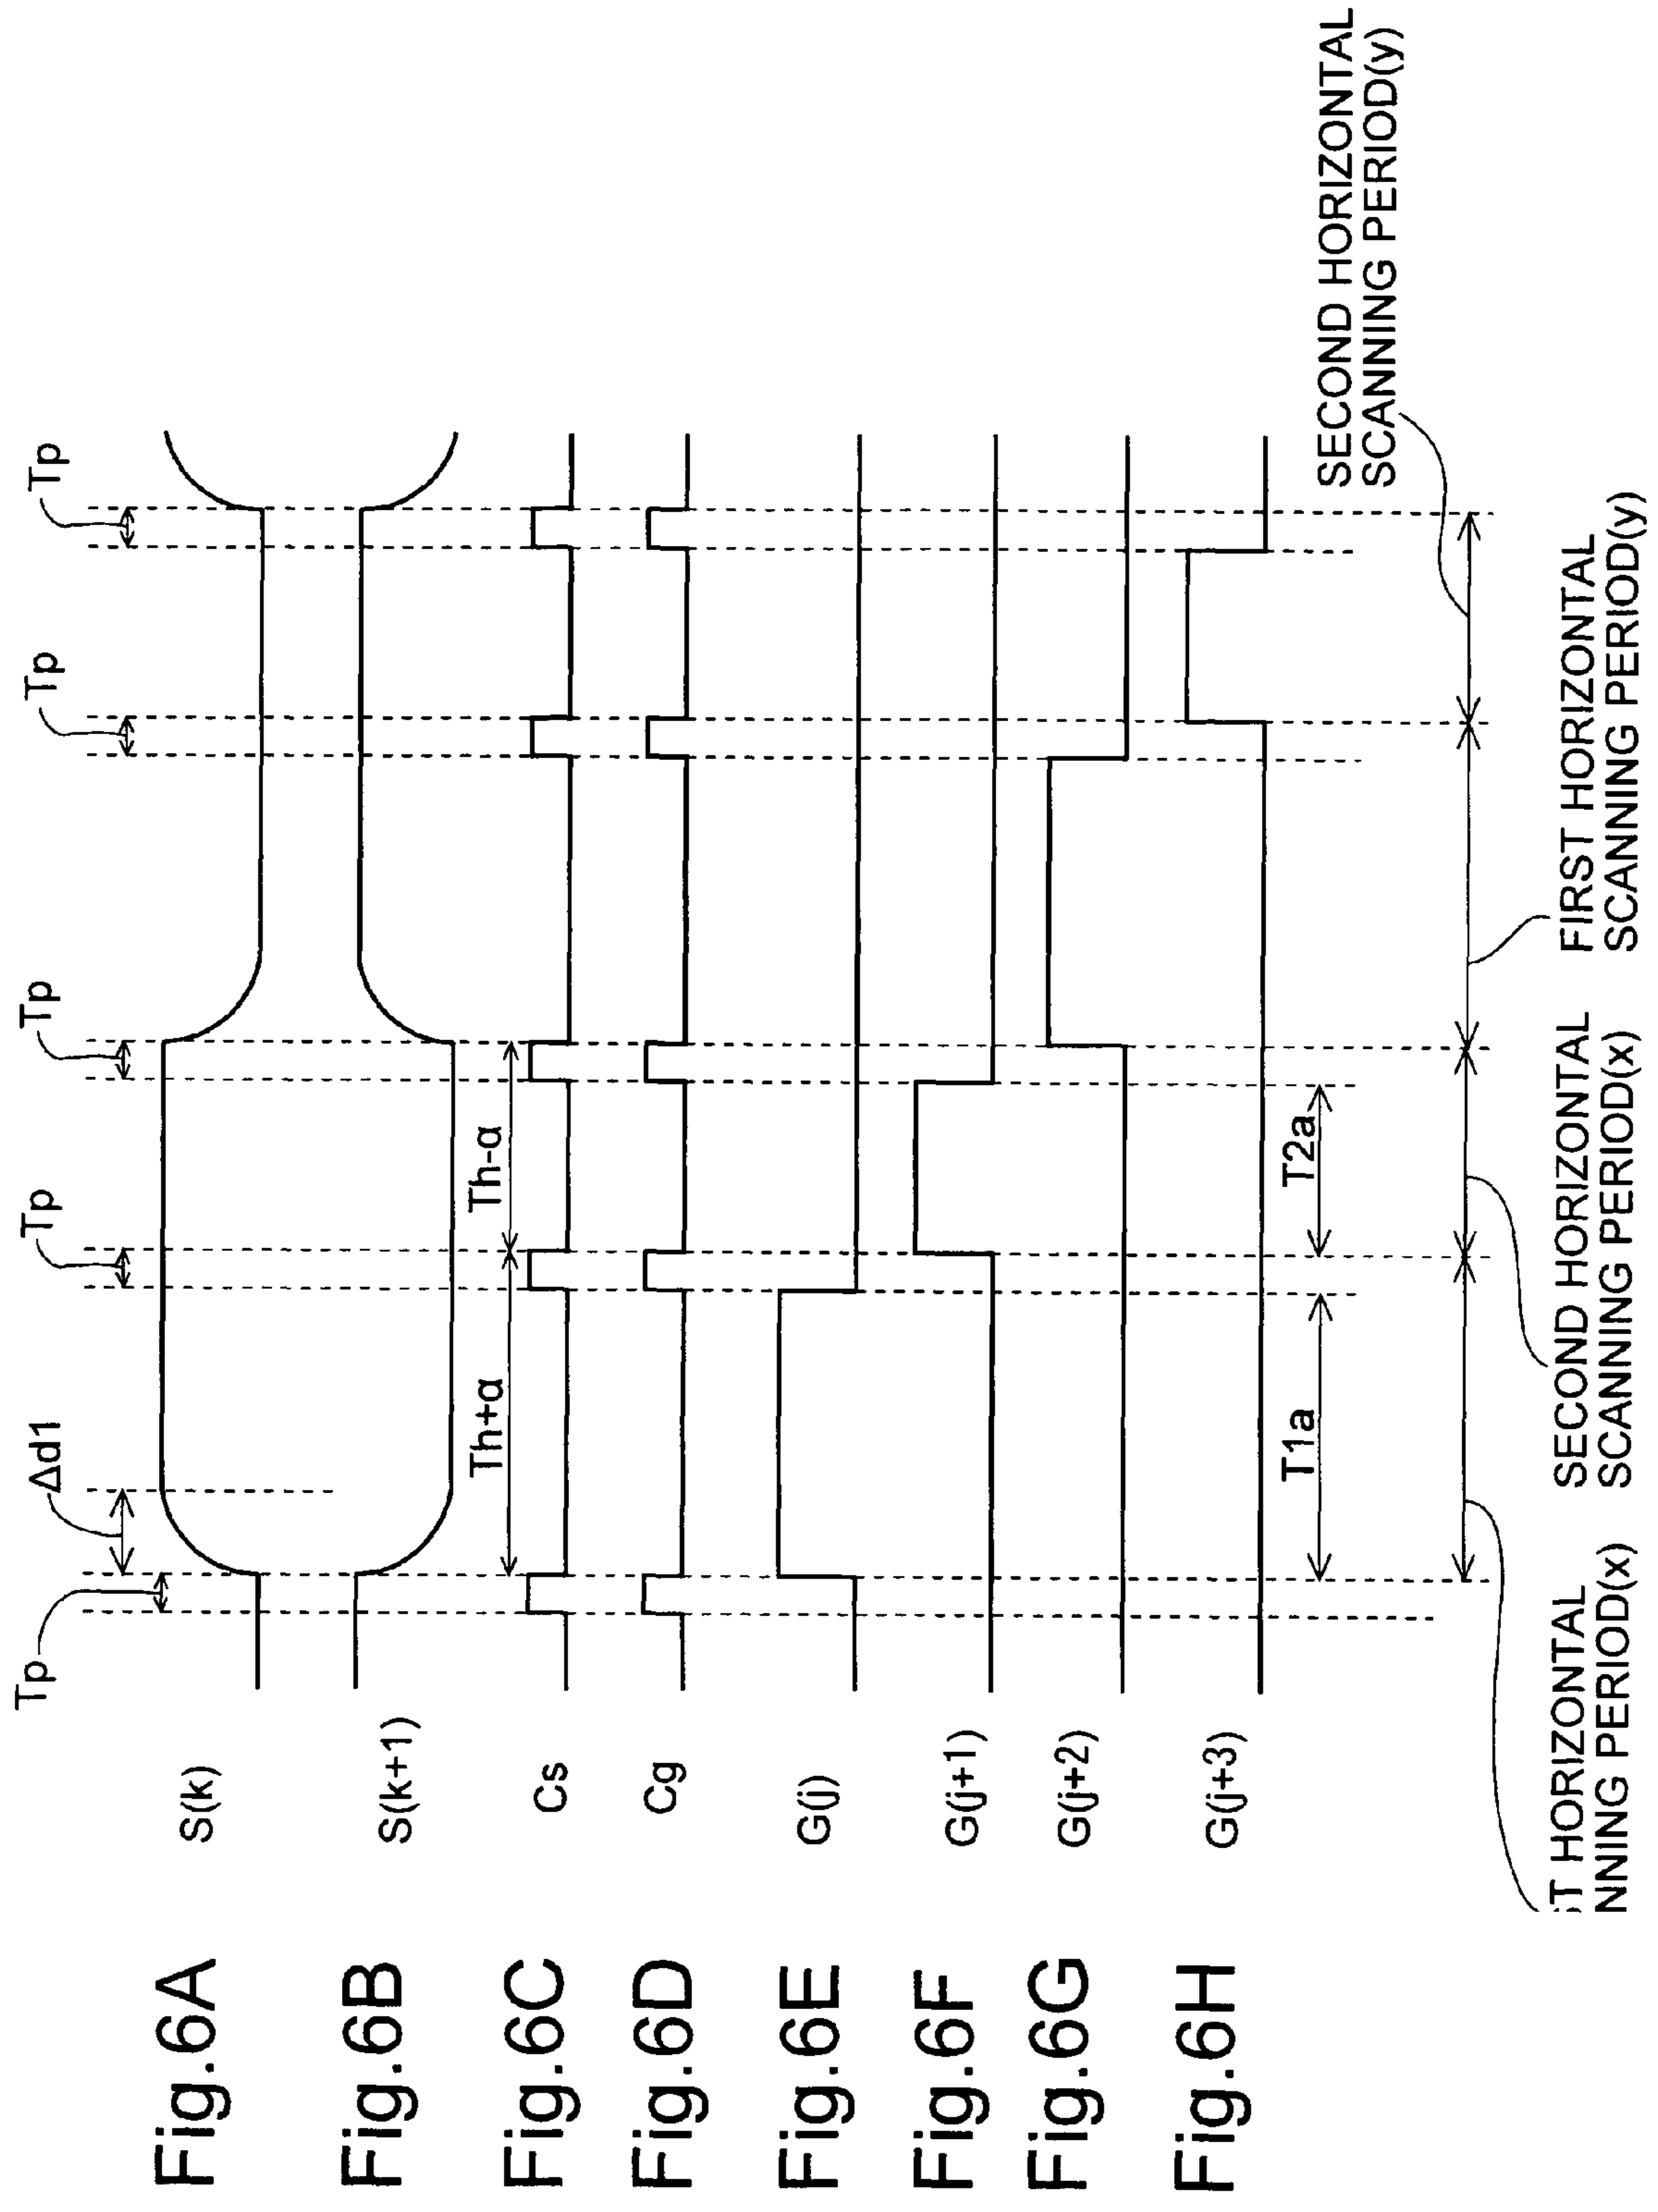 Tp
Δd1
Tp
Tp
Tp
Tp
Fig.6A
S(k)
Fig.6B
S(k+1)
Th+α
Th-α
Fig.6C
Cs
Fig.6D
Cg
Fig.6E
G(j)
Fig.6F
G(j+1)
Fig.6G
G(j+2)
Fig.6H
G(j+3)
T1a
T2a
SECOND HORIZONTAL
SCANNING PERIOD(y)
HORIZONTAL
PERIOD(x)
SECOND HORIZONTAL
SCANNING PERIOD(x)
FIRST HORIZONTAL
SCANNING PERIOD(y)